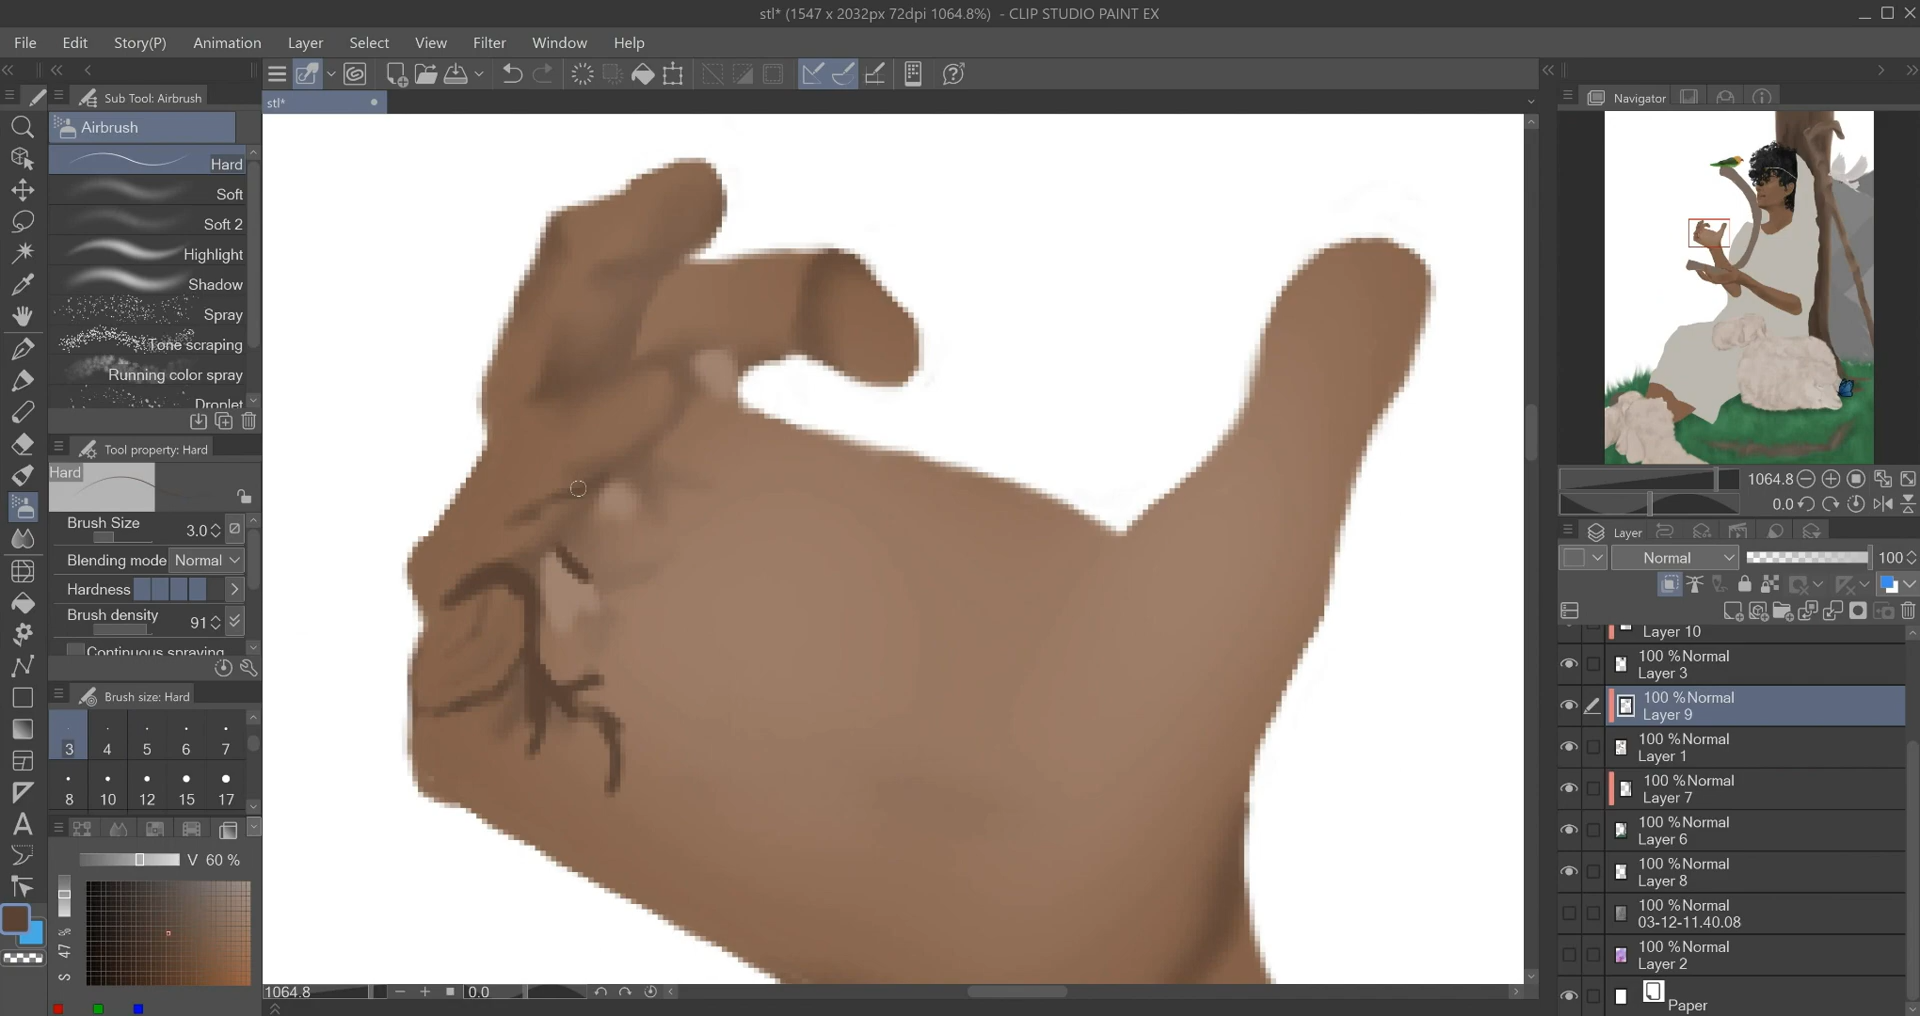 stl* (1547 x 2032px 72dpi 1064.8%) - CLIP STUDIO PAINT EX
File Edit Story(P) Animation Layer Select View Filter Window Help
Sub Tool: Airbrush
stl*
Navigator
Airbrush
Hard
Soft
Soft 2
Highlight
Shadow
Spray
Tone scraping
Running color spray
Droplet
Tool property: Hard
Hard
Brush Size 3.0
Blending mode Normal
Hardness
Brush density 91
Continuous spraying
Brush size: Hard
3 4 5 6 7
8 10 12 15 17
V 60 %
S 47 %
1064.8 0.0
1064.8
0.0
Layer
Normal 100
Layer 10
100 %Normal
Layer 3
100 %Normal
Layer 9
100 %Normal
Layer 1
100 %Normal
Layer 7
100 %Normal
Layer 6
100 %Normal
Layer 8
100 %Normal
03-12-11.40.08
100 %Normal
Layer 2
Paper